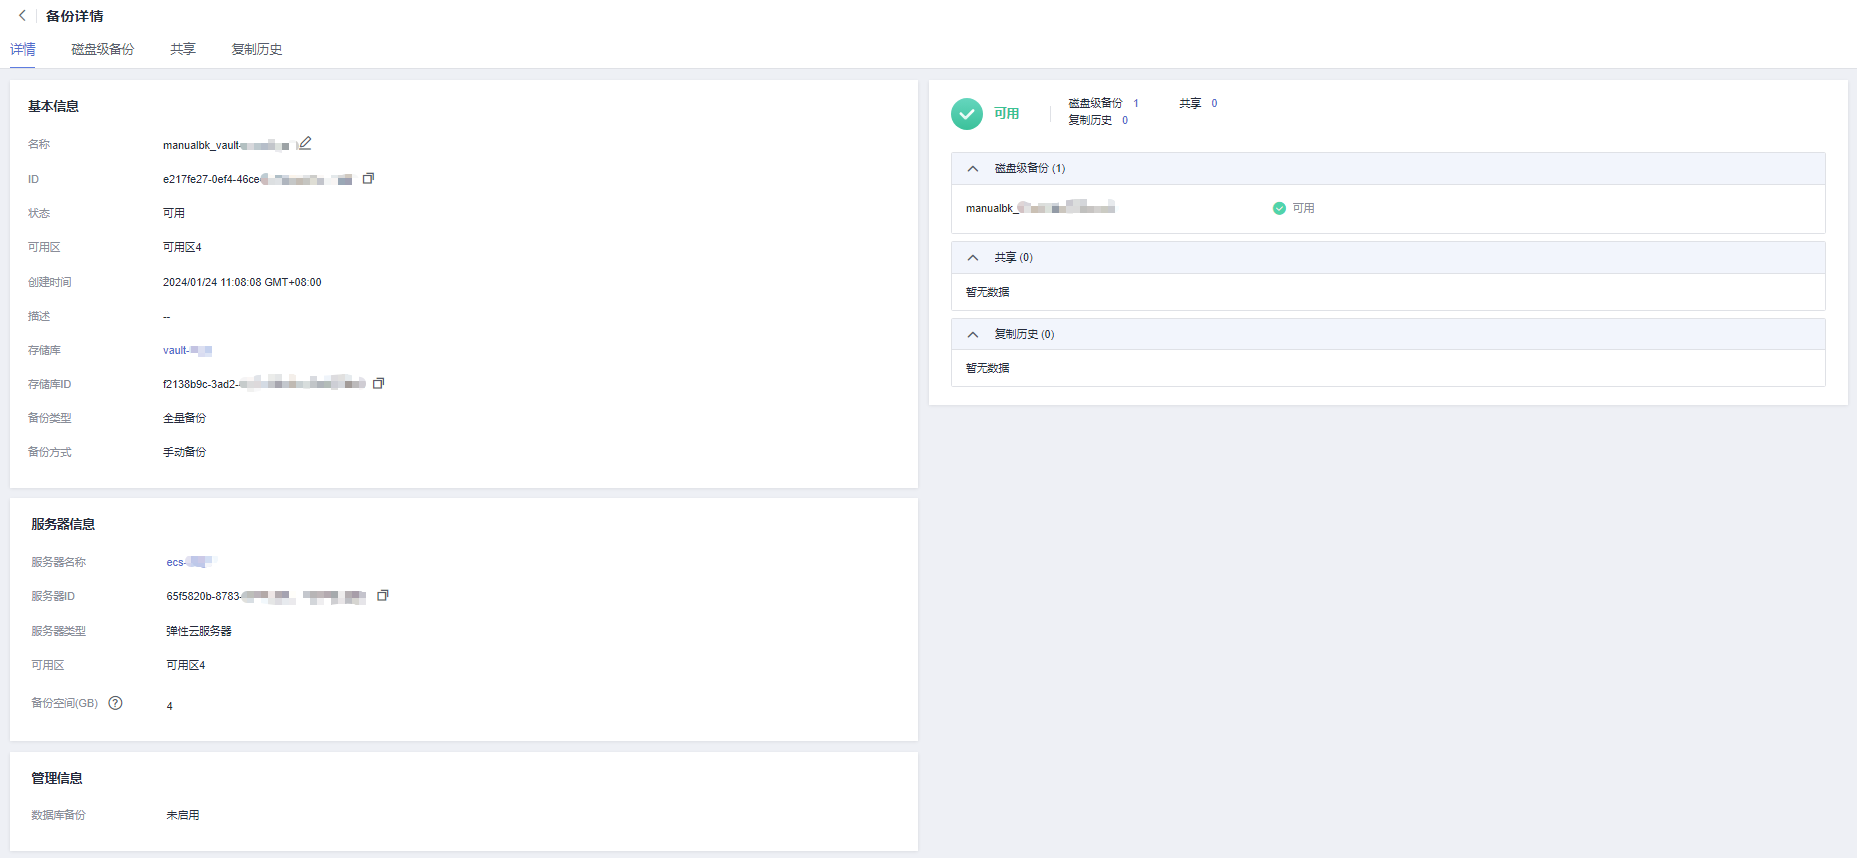 备份详情
详情 磁盘级备份 共享 复制历史
基本信息
名称 manualbk_vault-
ID e217fe27-0ef4-46ce
状态 可用
可用区 可用区4
创建时间 2024/01/24 11:08:08 GMT+08:00
描述 --
存储库 vault-
存储库ID f2138b9c-3ad2-
备份类型 全量备份
备份方式 手动备份
服务器信息
服务器名称 ecs-
服务器ID 65f5820b-8783-
服务器类型 弹性云服务器
可用区 可用区4
备份空间(GB) ? 4
管理信息
数据库备份 未启用
可用
磁盘级备份 1 共享 0
复制历史 0
磁盘级备份 (1)
manualbk_ 可用
共享 (0)
暂无数据
复制历史 (0)
暂无数据